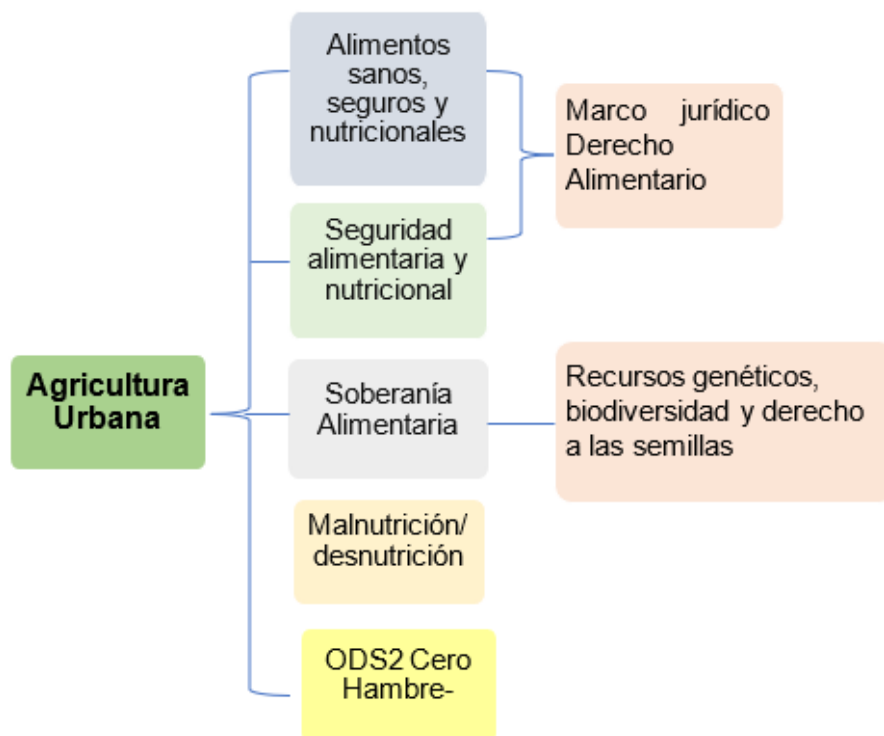 Alimentos
sanos,
seguros y
nutricionales
Marco jurídico
Derecho
Alimentario
Seguridad
alimentaria y
nutricional
Agricultura
Urbana
Soberanía
Alimentaria
Recursos genéticos,
biodiversidad y derecho
a las semillas
Malnutrición/
desnutrición
ODS2 Cero
Hambre-